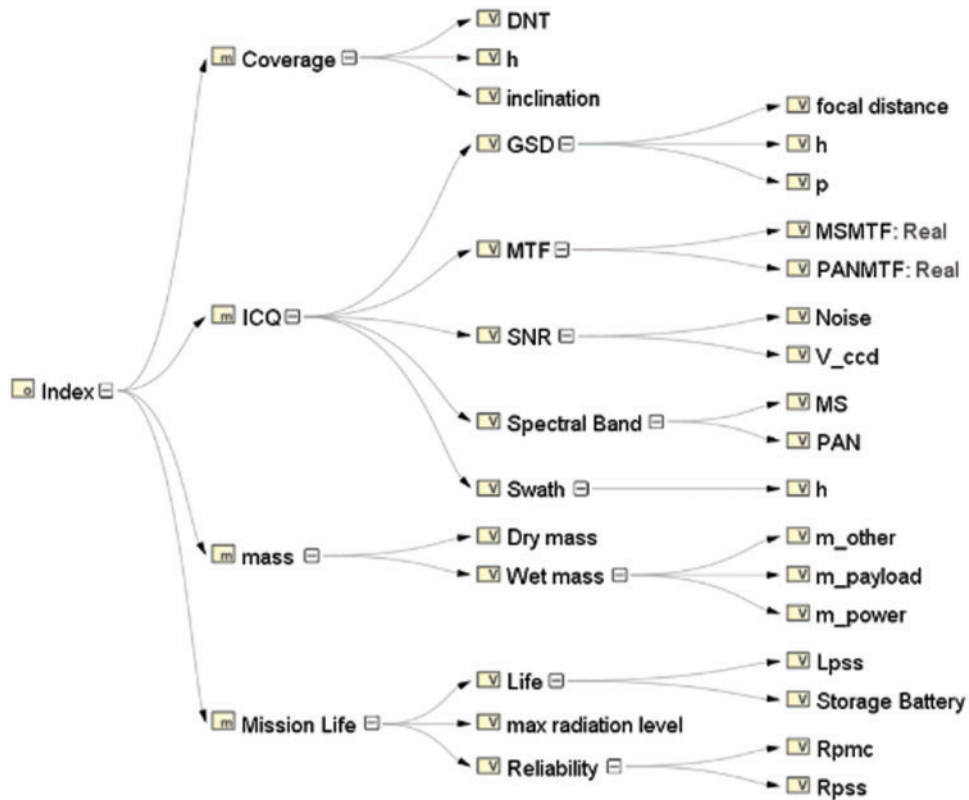 Index
Coverage
DNT
h
inclination
ICQ
GSD
focal distance
h
p
MTF
MSMTF: Real
PANMTF: Real
SNR
Noise
V_ccd
Spectral Band
MS
PAN
Swath
h
mass
Dry mass
Wet mass
m_other
m_payload
m_power
Mission Life
Life
Lpss
Storage Battery
max radiation level
Reliability
Rpmc
Rpss